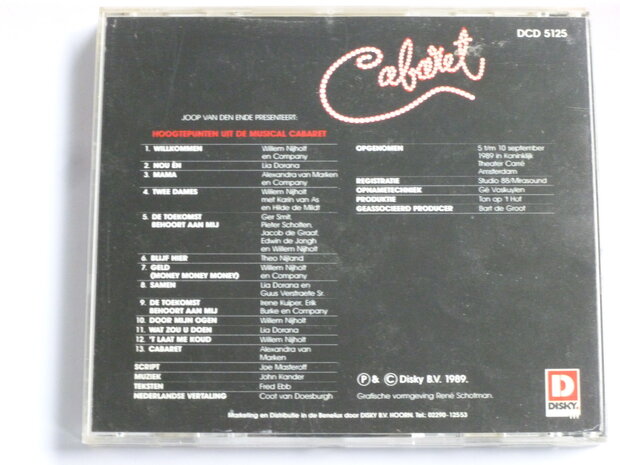 DCD 5125
Cabaret
JOOP VAN DEN ENDE PRESENTEERT:
HOOGTEPUNTEN UIT DE MUSICAL CABARET
1. WILLKOMMEN Willem Nijholt
en Company
2. NOU ÈN Lia Dorana
3. MAMA Alexandra van Marken
en Company
4. TWEE DAMES Willem Nijholt
met Karin van As
en Hilde de Mildt
5. DE TOEKOMST Ger Smit,
BEHOORT AAN MIJ Pieter Scholten,
Jacob de Graaf,
Edwin de Jongh
en Willem Nijholt
6. BLIJF HIER Theo Nijland
7. GELD Willem Nijholt
(MONEY MONEY MONEY) en Company
8. SAMEN Lia Dorana en
Guus Verstraete Sr.
9. DE TOEKOMST Irene Kuiper, Erik
BEHOORT AAN MIJ Burke en Company
10. DOOR MIJN OGEN Willem Nijholt
11. WAT ZOU U DOEN Lia Dorana
12. 'T LAAT ME KOUD Willem Nijholt
13. CABARET Alexandra van
Marken
SCRIPT Joe Masteroff
MUZIEK John Kander
TEKSTEN Fred Ebb
NEDERLANDSE VERTALING Coot van Doesburgh
OPGENOMEN 5 t/m 10 september
1989 in Koninklijk
Theater Carré
Amsterdam
REGISTRATIE Studio 88/Mirasound
OPNAMETECHNIEK Gé Vaskuylen
PRODUKTIE Ton op 't Hof
GEASSOCIEERD PRODUCER Bart de Groot
Ⓟ & © Disky B.V. 1989.
Grafische vormgeving René Schotman.
D
DISKY
Marketing en Distributie in de Benelux door DISKY B.V. HOORN. Tel.: 02290-12553